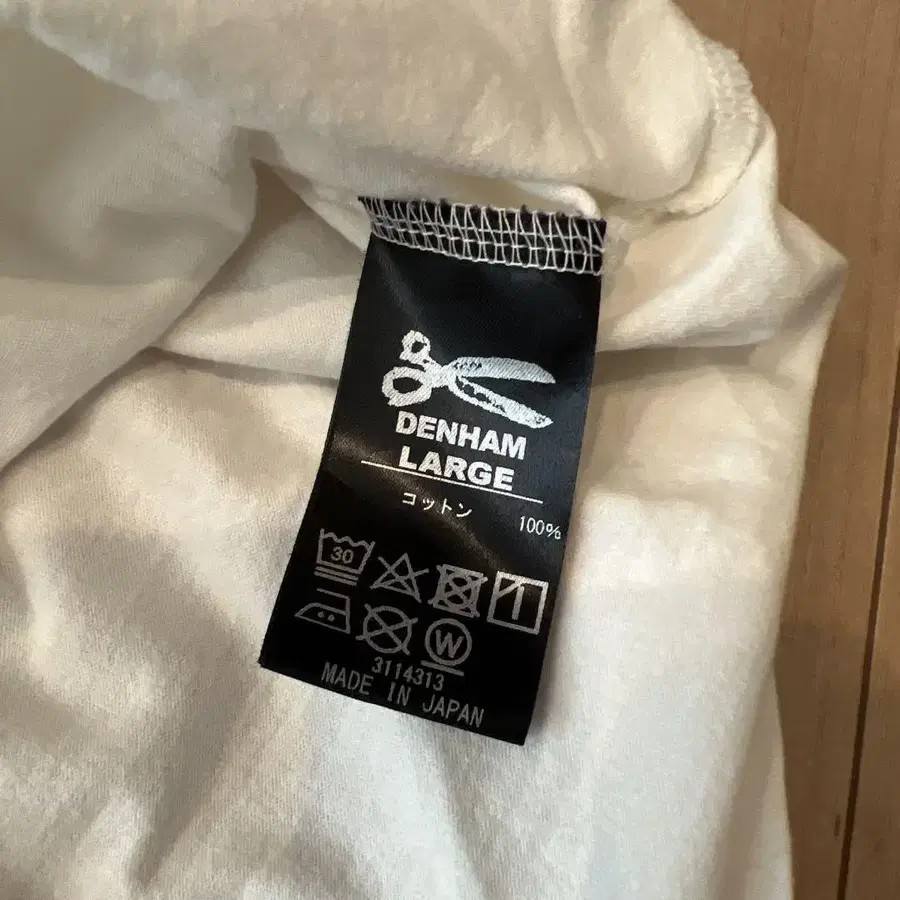 DENHAM
LARGE
コットン 100%
30
W
3114313
MADE IN JAPAN